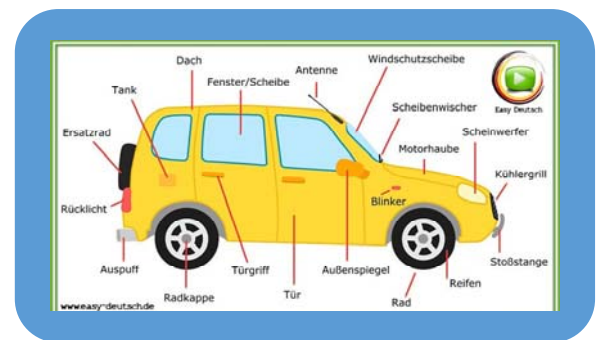 Dach
Windschutzscheibe
Antenne
Fenster/Scheibe
Tank
Easy Deutsch
Scheibenwischer
Ersatzrad
Scheinwerfer
Motorhaube
Kühlergrill
Blinker
Rücklicht
Stoßstange
Auspuff
Türgriff
Außenspiegel
Reifen
Radkappe
Tür
Rad
www.easy-deutsch.de